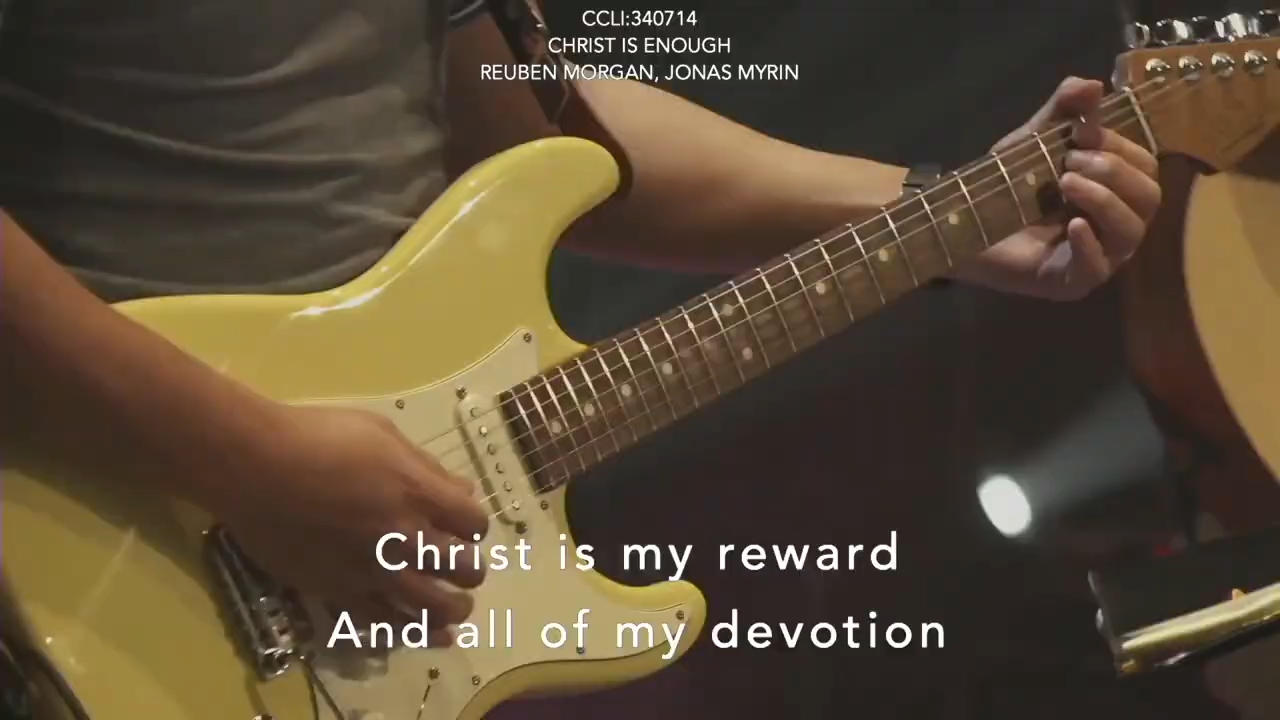 CCLI:340714
CHRIST IS ENOUGH
REUBEN MORGAN, JONAS MYRIN
Christ is my reward
And all of my devotion